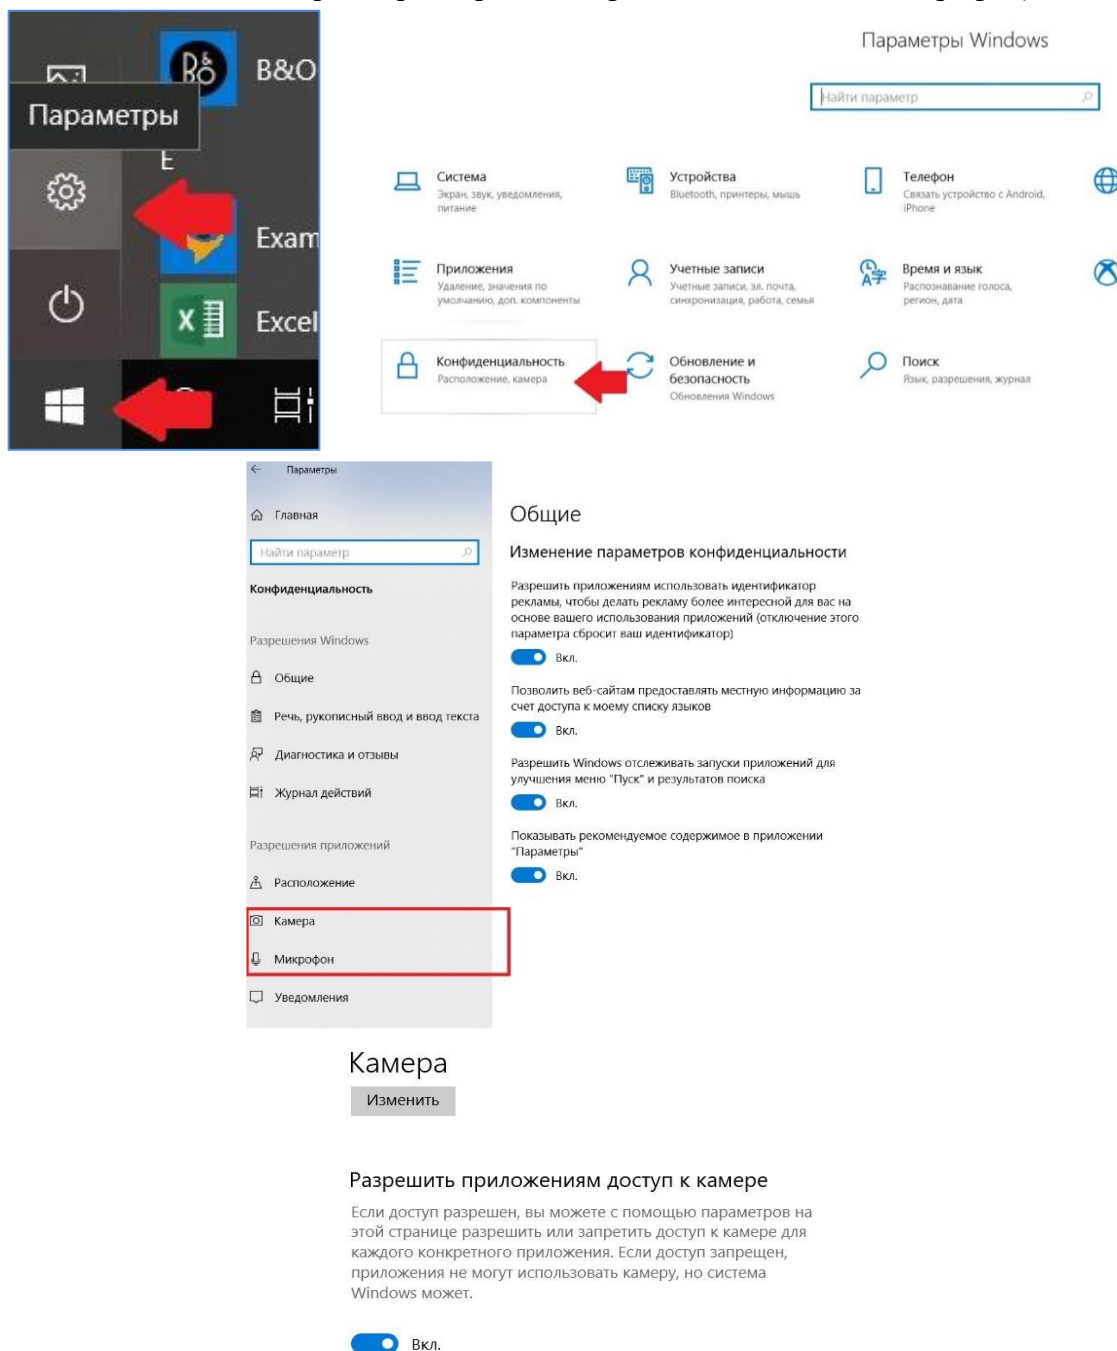 B&O
Параметры
E
Exam
Excel
Параметры Windows
Найти параметр
Система
Экран, звук, уведомления,
питание
Устройства
Bluetooth, принтеры, мышь
Телефон
Связать устройство с Android,
iPhone
Приложения
Удаление, значения по
умолчанию, доп. компоненты
Учетные записи
Учетные записи, эл. почта,
синхронизация, работа, семья
Время и язык
Распознавание голоса,
регион, дата
Конфиденциальность
Расположение, камера
Обновление и
безопасность
Обновления Windows
Поиск
Язык, разрешения, журнал
Параметры
Главная
Найти параметр
Конфиденциальность
Разрешения Windows
Общие
Речь, рукописный ввод и ввод текста
Диагностика и отзывы
Журнал действий
Разрешения приложений
Расположение
Камера
Микрофон
Уведомления
Общие
Изменение параметров конфиденциальности
Разрешить приложениям использовать идентификатор
рекламы, чтобы делать рекламу более интересной для вас на
основе вашего использования приложений (отключение этого
параметра сбросит ваш идентификатор)
Вкл.
Позволить веб-сайтам предоставлять местную информацию за
счет доступа к моему списку языков
Вкл.
Разрешить Windows отслеживать запуски приложений для
улучшения меню "Пуск" и результатов поиска
Вкл.
Показывать рекомендуемое содержимое в приложении
"Параметры"
Вкл.
Камера
Изменить
Разрешить приложениям доступ к камере
Если доступ разрешен, вы можете с помощью параметров на
этой странице разрешить или запретить доступ к камере для
каждого конкретного приложения. Если доступ запрещен,
приложения не могут использовать камеру, но система
Windows может.
Вкл.